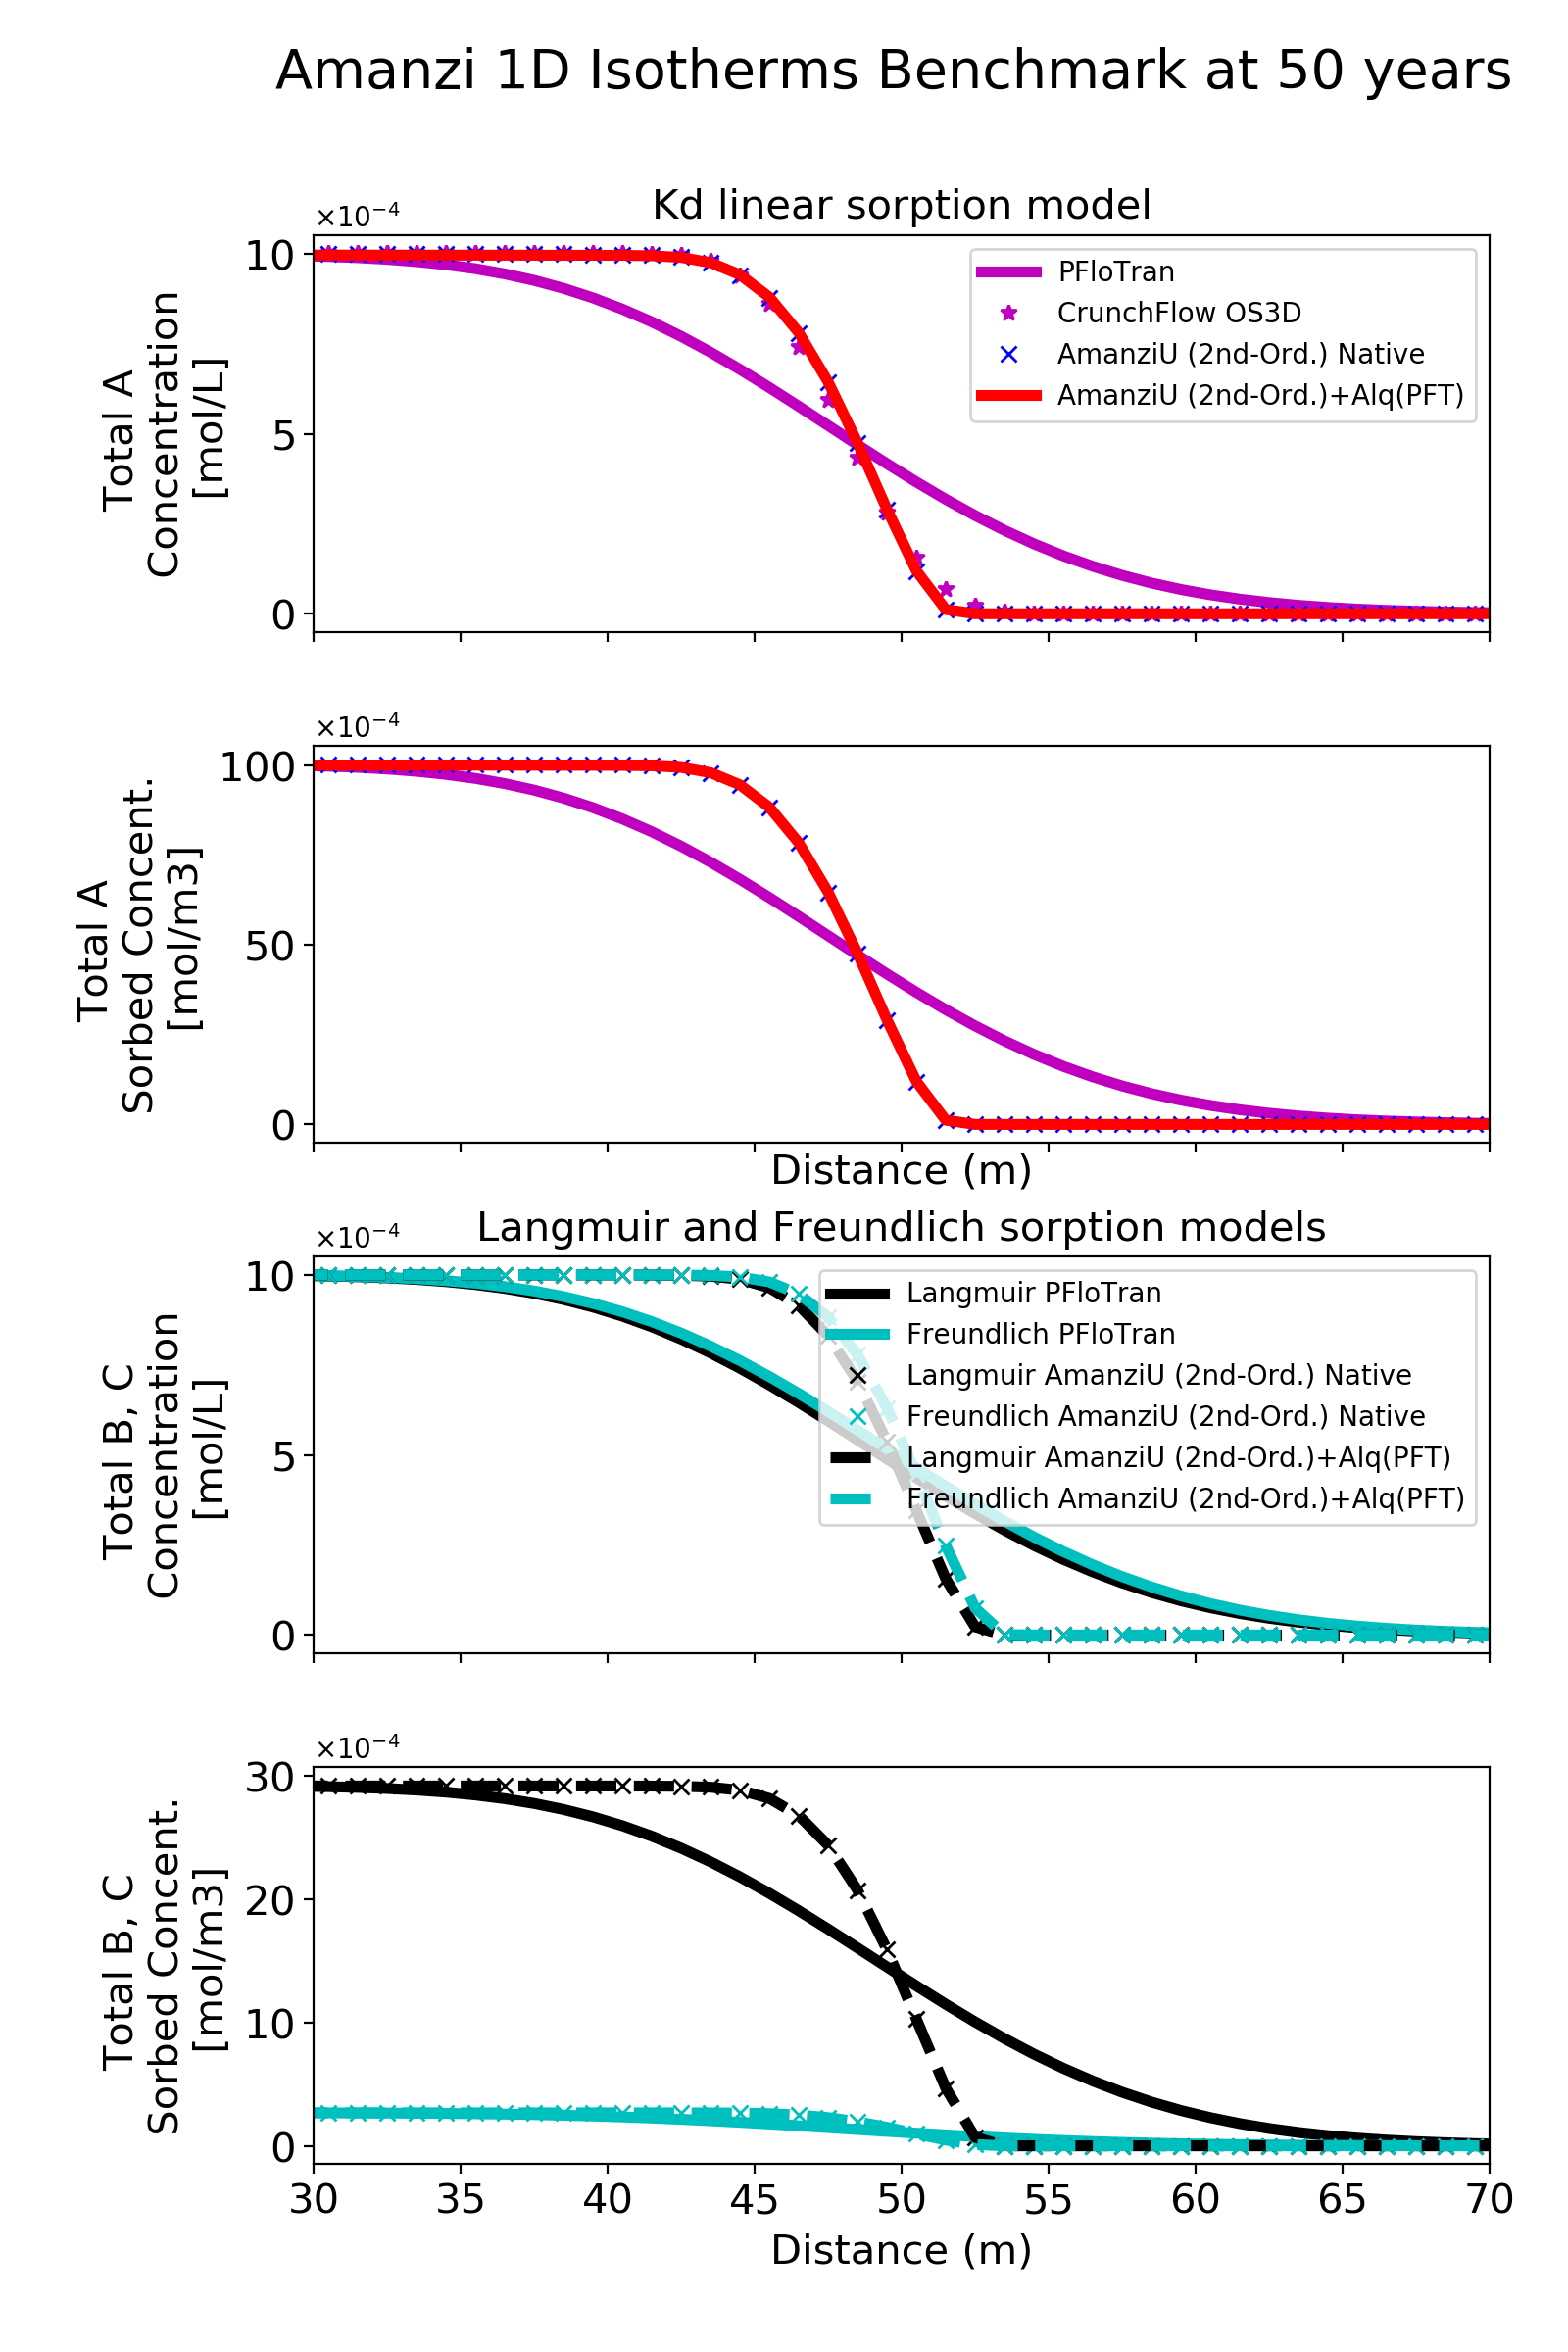 Amanzi 1D Isotherms Benchmark at 50 years
Kd linear sorption model
×10⁻⁴
10
5
0
Total A
Concentration
[mol/L]
PFloTran
CrunchFlow OS3D
AmanziU (2nd-Ord.) Native
AmanziU (2nd-Ord.)+Alq(PFT)
×10⁻⁴
100
50
0
Total A
Sorbed Concent.
[mol/m3]
Distance (m)
Langmuir and Freundlich sorption models
×10⁻⁴
10
5
0
Total B, C
Concentration
[mol/L]
Langmuir PFloTran
Freundlich PFloTran
Langmuir AmanziU (2nd-Ord.) Native
Freundlich AmanziU (2nd-Ord.) Native
Langmuir AmanziU (2nd-Ord.)+Alq(PFT)
Freundlich AmanziU (2nd-Ord.)+Alq(PFT)
×10⁻⁴
30
20
10
0
Total B, C
Sorbed Concent.
[mol/m3]
30 35 40 45 50 55 60 65 70
Distance (m)